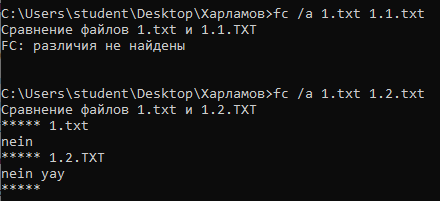 C:\Users\student\Desktop\Харламов>fc /a 1.txt 1.1.txt
Сравнение файлов 1.txt и 1.1.TXT
FC: различия не найдены
C:\Users\student\Desktop\Харламов>fc /a 1.txt 1.2.txt
Сравнение файлов 1.txt и 1.2.TXT
***** 1.txt
nein
***** 1.2.TXT
nein yay
*****